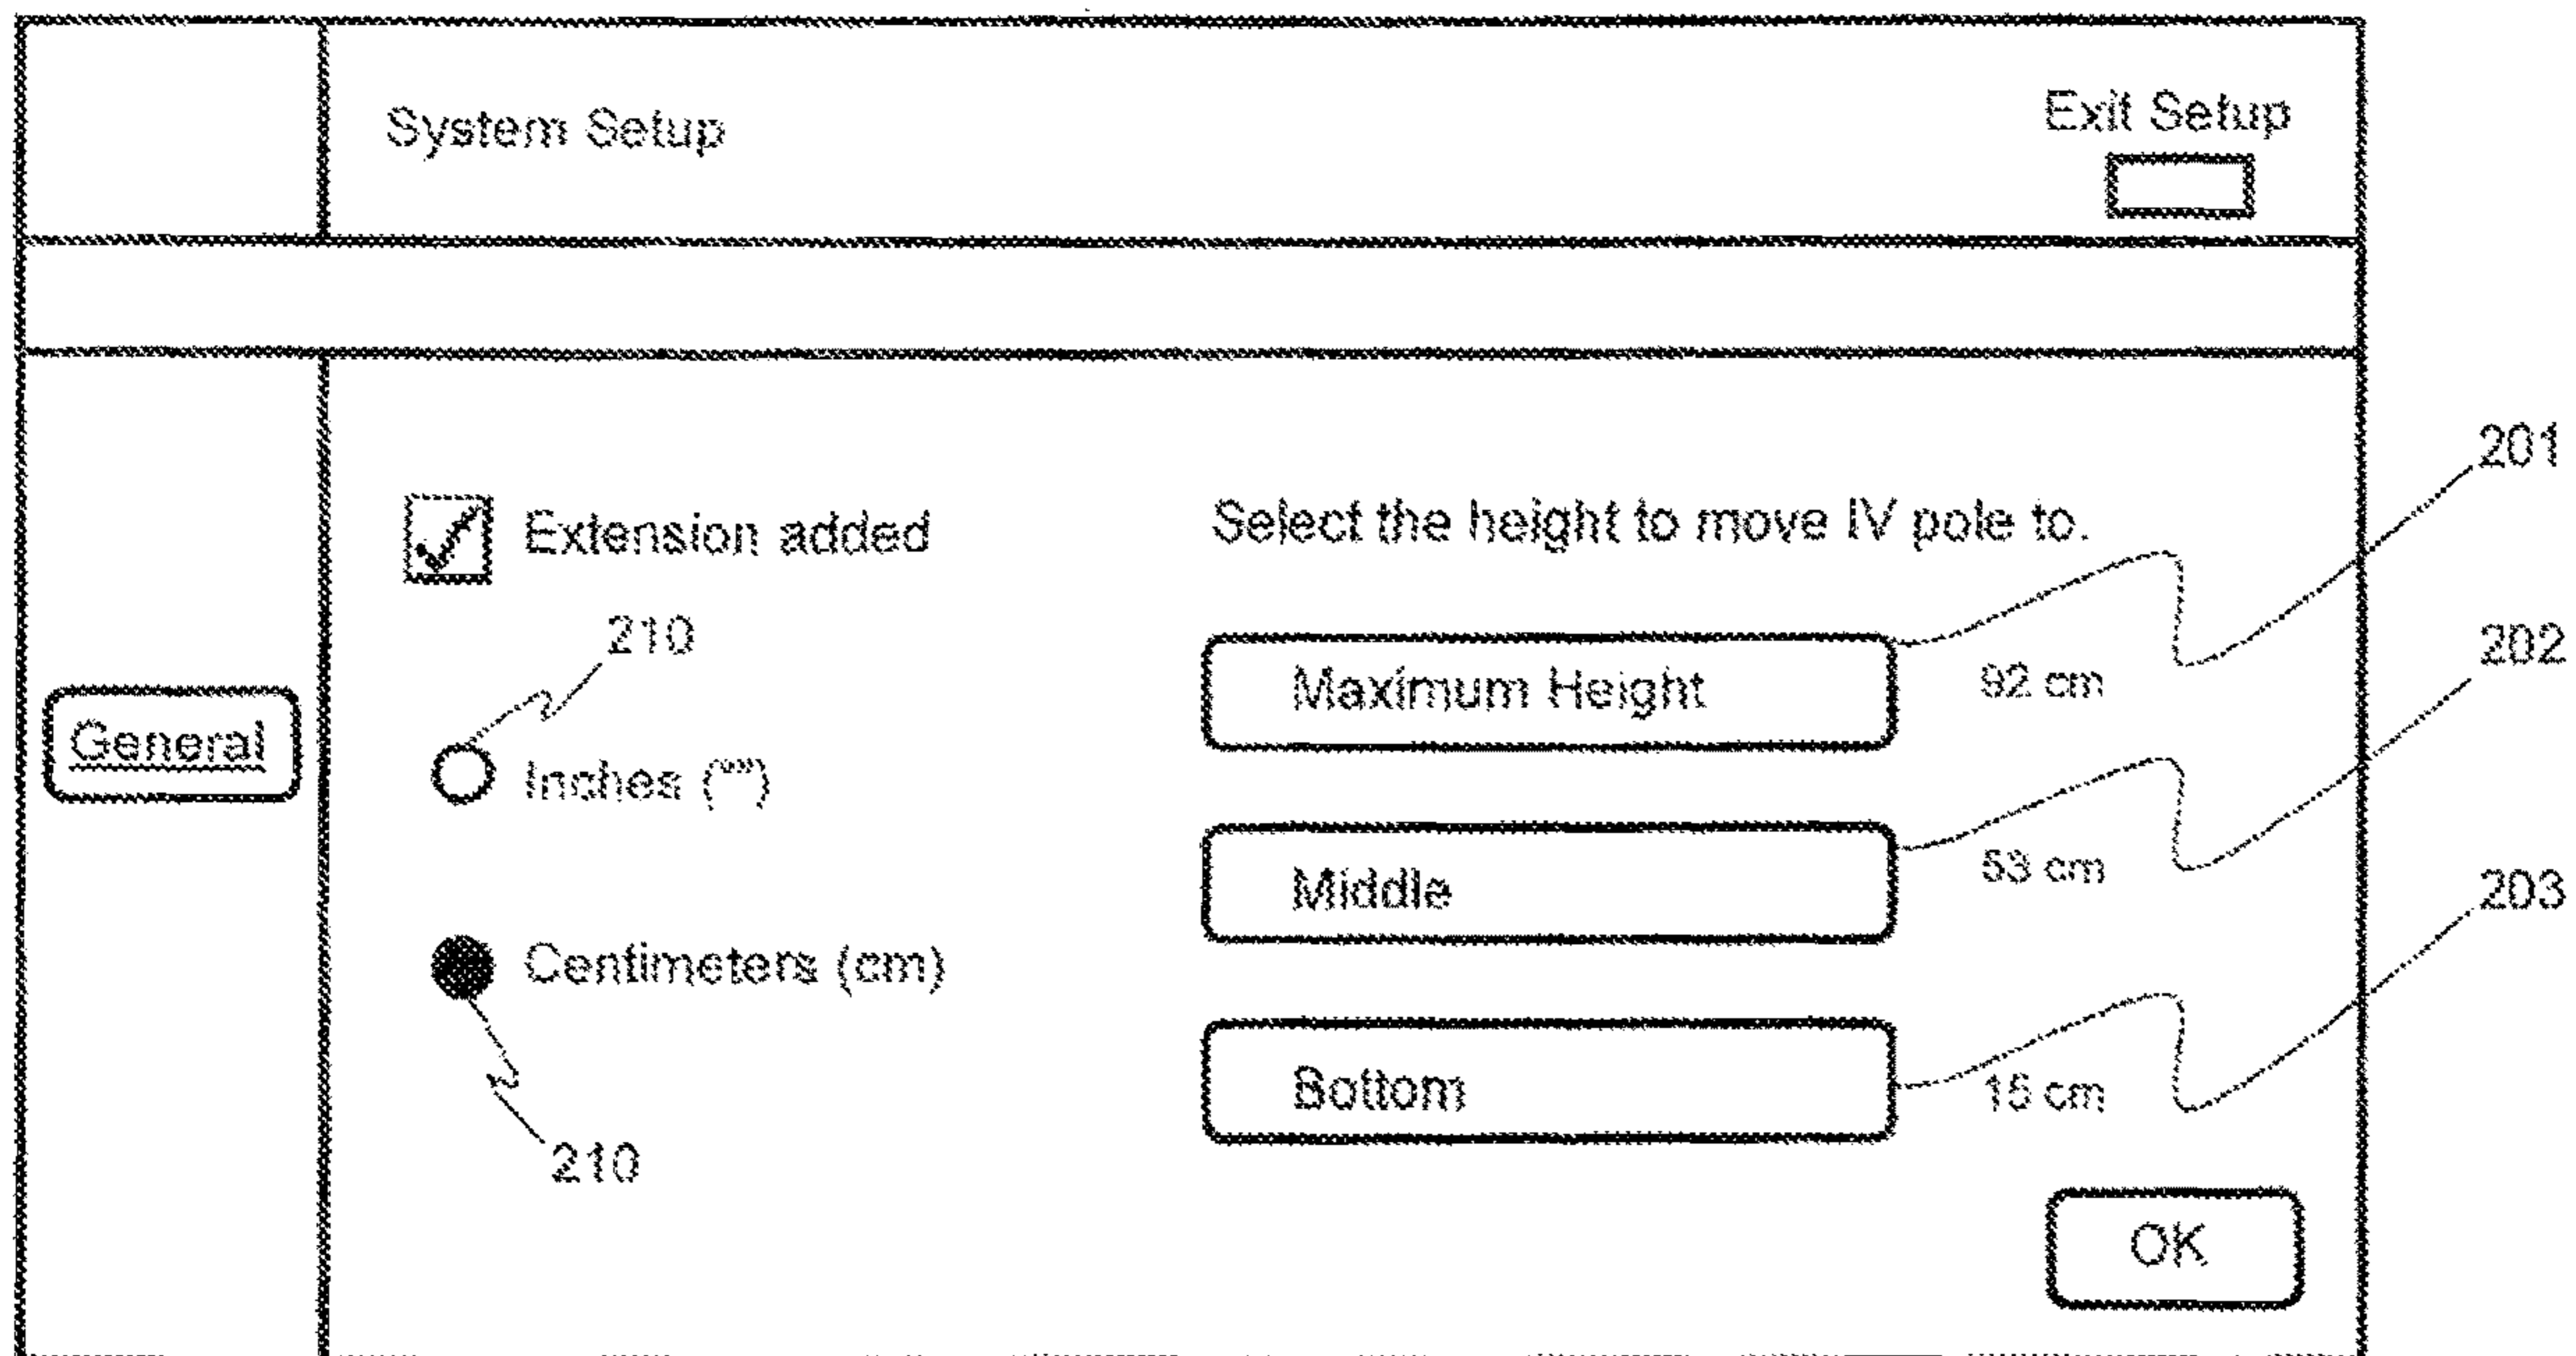 System Setup
Exit Setup
Extension added
Select the height to move IV pole to.
201
210
Maximum Height
92 cm
202
General
Inches ("")
Middle
53 cm
203
Centimeters (cm)
Bottom
15 cm
210
OK